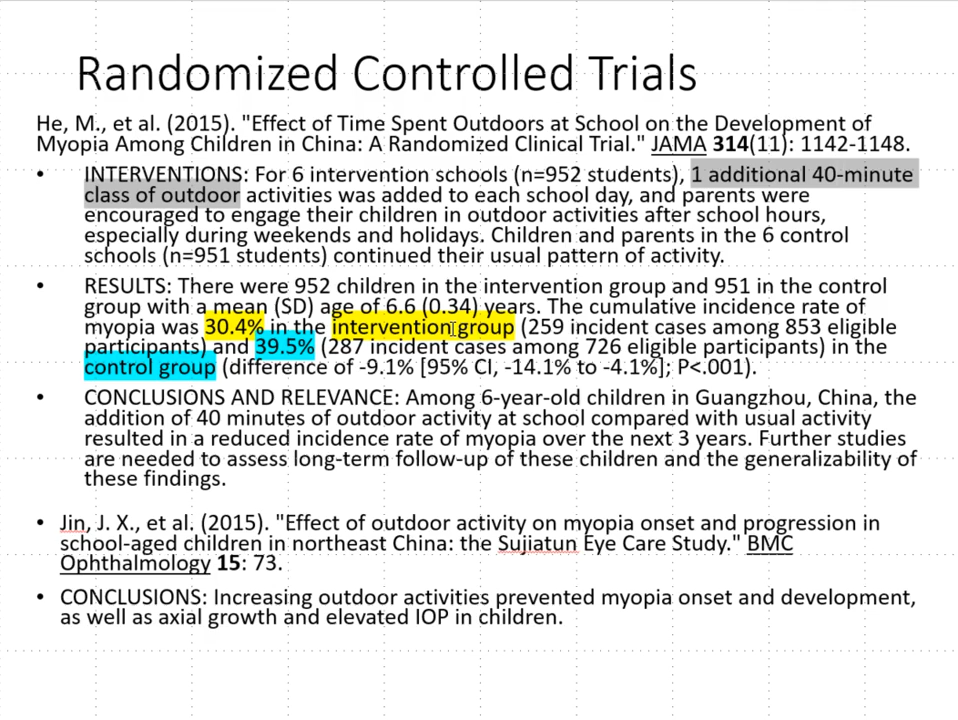 Randomized Controlled Trials
He, M., et al. (2015). "Effect of Time Spent Outdoors at School on the Development of
Myopia Among Children in China: A Randomized Clinical Trial." JAMA 314(11): 1142-1148.
• INTERVENTIONS: For 6 intervention schools (n=952 students), 1 additional 40-minute
class of outdoor activities was added to each school day, and parents were
encouraged to engage their children in outdoor activities after school hours,
especially during weekends and holidays. Children and parents in the 6 control
schools (n=951 students) continued their usual pattern of activity.
• RESULTS: There were 952 children in the intervention group and 951 in the control
group with a mean (SD) age of 6.6 (0.34) years. The cumulative incidence rate of
myopia was 30.4% in the intervention group (259 incident cases among 853 eligible
participants) and 39.5% (287 incident cases among 726 eligible participants) in the
control group (difference of -9.1% [95% CI, -14.1% to -4.1%]; P<.001).
• CONCLUSIONS AND RELEVANCE: Among 6-year-old children in Guangzhou, China, the
addition of 40 minutes of outdoor activity at school compared with usual activity
resulted in a reduced incidence rate of myopia over the next 3 years. Further studies
are needed to assess long-term follow-up of these children and the generalizability of
these findings.
• Jin, J. X., et al. (2015). "Effect of outdoor activity on myopia onset and progression in
school-aged children in northeast China: the Sujiatun Eye Care Study." BMC
Ophthalmology 15: 73.
• CONCLUSIONS: Increasing outdoor activities prevented myopia onset and development,
as well as axial growth and elevated IOP in children.